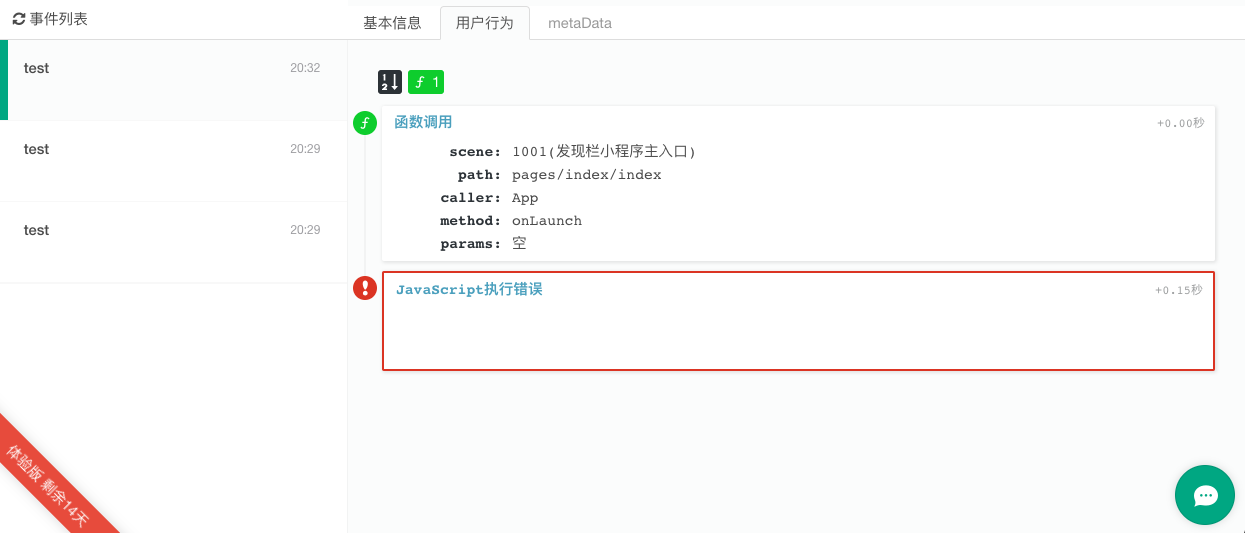 事件列表
基本信息
用户行为
metaData
test
20:32
test
20:29
test
20:29
1
函数调用
+0.00秒
scene: 1001(发现栏小程序主入口)
path: pages/index/index
caller: App
method: onLaunch
params: 空
JavaScript执行错误
+0.15秒
体验版 剩余14天